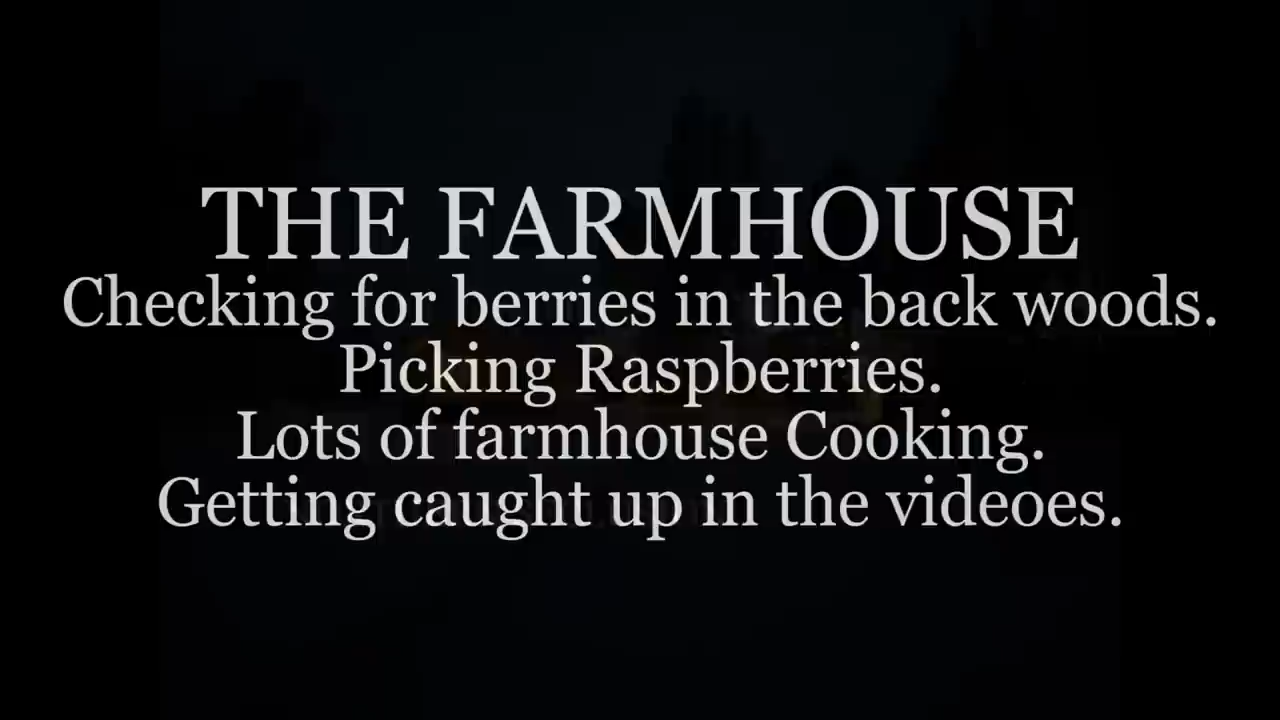 THE FARMHOUSE
Checking for berries in the back woods.
Picking Raspberries.
Lots of farmhouse Cooking.
Getting caught up in the videoes.